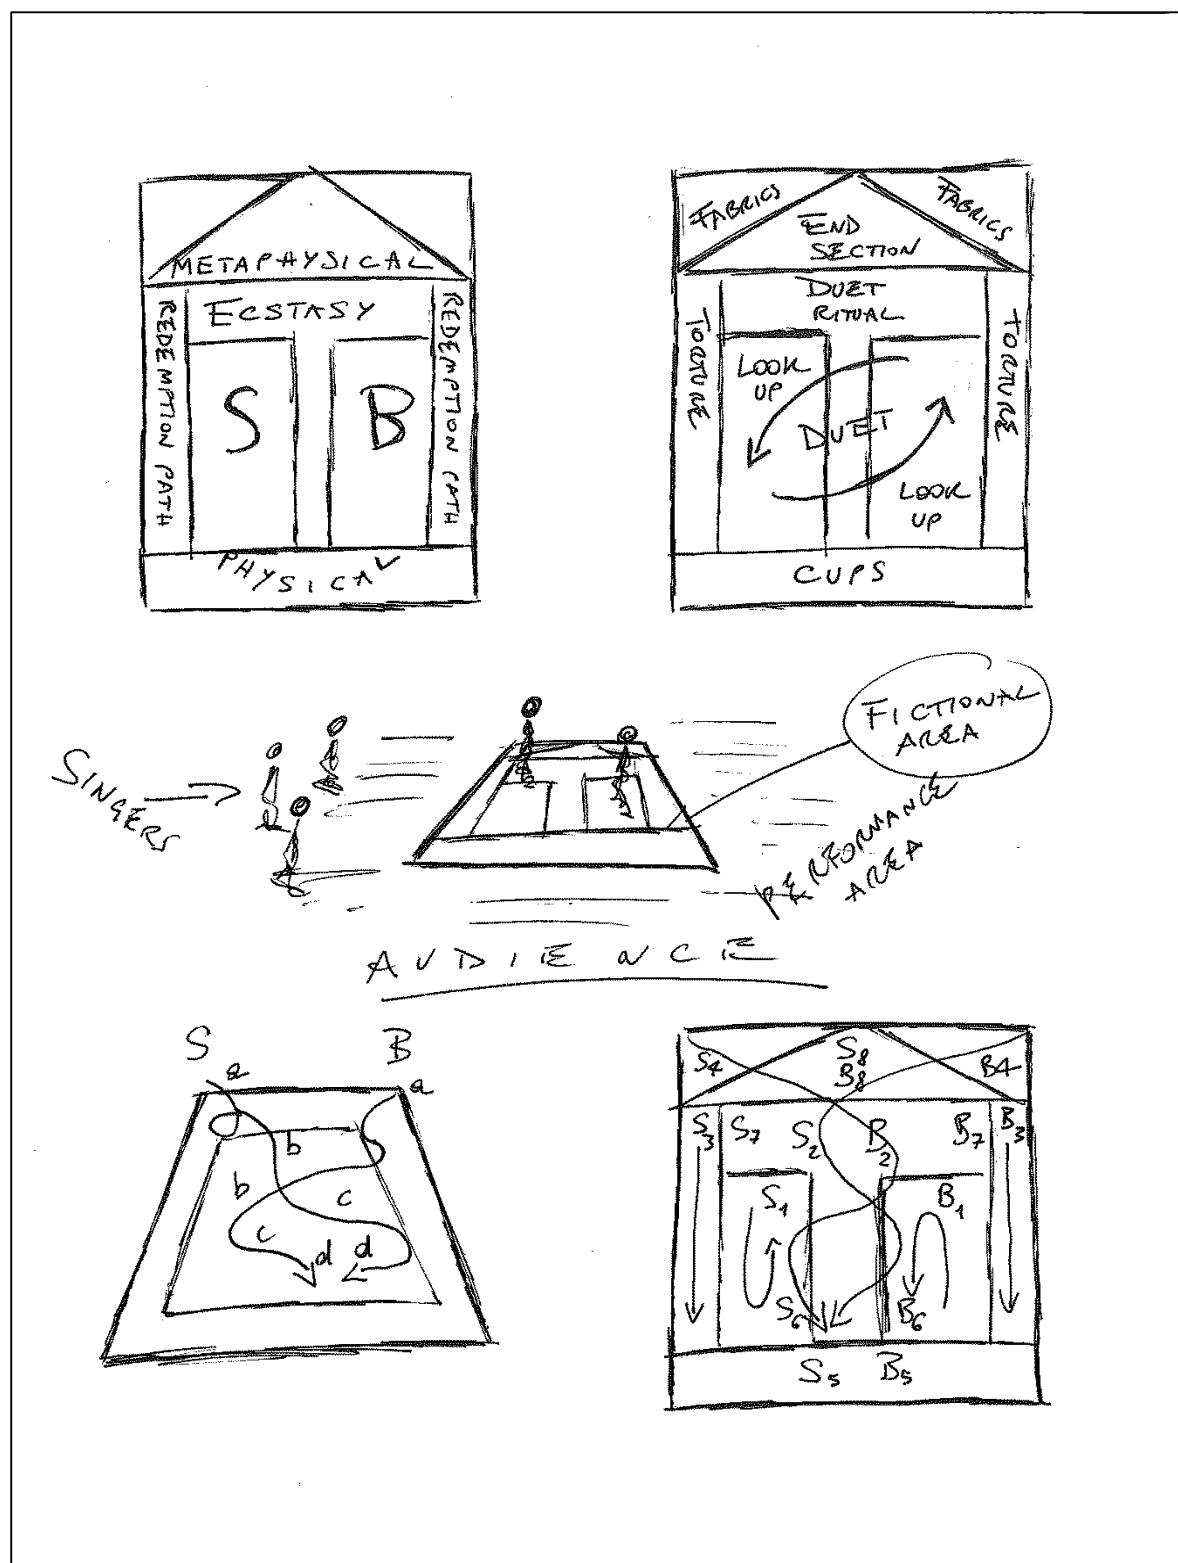 METAPHYSICAL
ECSTASY
REDEMPTION PATH
REDEMPTION PATH
S
B
PHYSICAL
FABRICS
FABRICS
END
SECTION
DUET
RITUAL
TORTURE
TORTURE
LOOK
UP
DUET
LOOK
UP
CUPS
SINGERS
FICTIONAL
AREA
PERFORMANCE
AREA
AUDIENCE
S
B
a
a
b
b
c
c
d
d
S4
S8
B8
B4
S3
S7
S2
B2
B7
B3
S1
B1
S6
B6
S5
B5